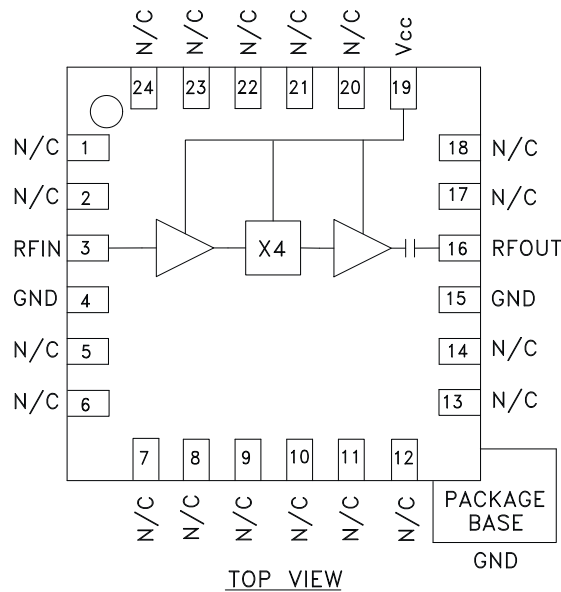 N/C N/C N/C N/C N/C Vcc
24 23 22 21 20 19
N/C 1 18 N/C
N/C 2 17 N/C
RFIN 3 X4 16 RFOUT
GND 4 15 GND
N/C 5 14 N/C
N/C 6 13 N/C
7 8 9 10 11 12
N/C N/C N/C N/C N/C N/C
PACKAGE
BASE
GND
TOP VIEW